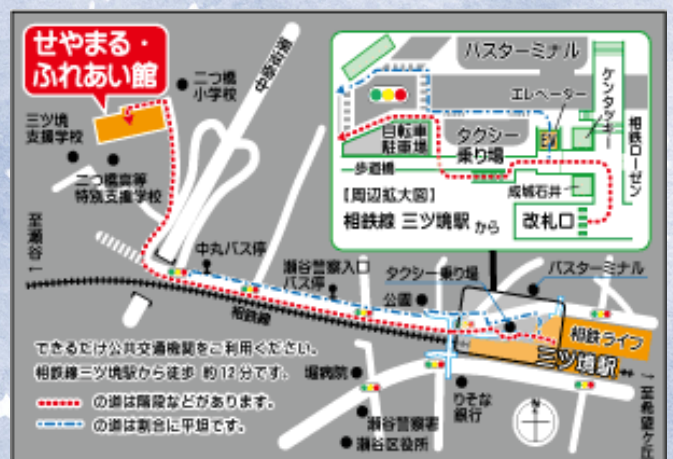 せやまる・
ふれあい館
二つ橋
小学校
三ツ境
支援学校
二つ橋高等
特別支援学校
至瀬谷
中丸バス停
瀬谷警察入口
バス停
相鉄線
公園
タクシー乗り場
バスターミナル
相鉄ライフ
三ツ境駅
至希望ケ丘
堀病院
りそな
銀行
瀬谷警察署
瀬谷区役所
N
バスターミナル
エレベーター
ケンタッキー
相鉄ローゼン
自転車
駐車場
タクシー
乗り場
EV
歩道橋
成城石井
【周辺拡大図】
相鉄線 三ツ境駅 から
改札口
できるだけ公共交通機関をご利用ください。
相鉄線三ツ境駅から徒歩 約12分です。
の道は階段などがあります。
の道は割合に平坦です。